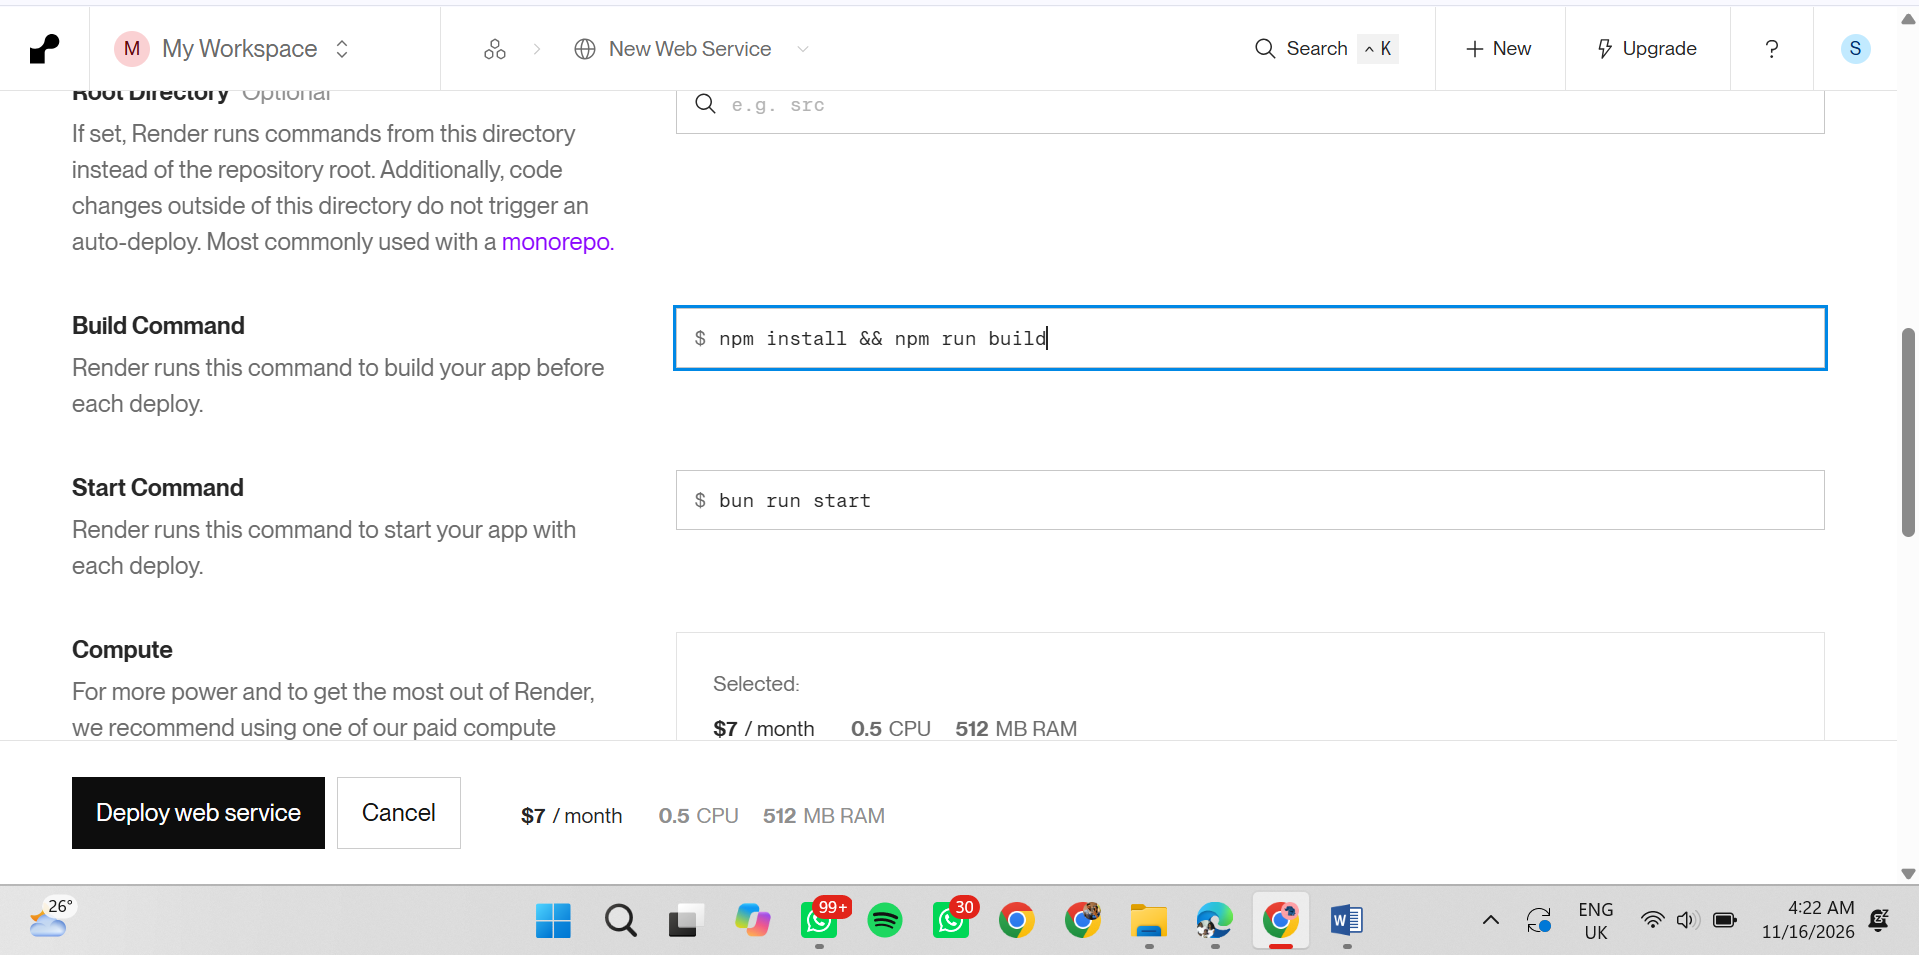 M My Workspace
New Web Service
Search ^ K
+ New
Upgrade
?
S
Root Directory Optional
If set, Render runs commands from this directory
instead of the repository root. Additionally, code
changes outside of this directory do not trigger an
auto-deploy. Most commonly used with a monorepo.
e.g. src
Build Command
Render runs this command to build your app before
each deploy.
$ npm install && npm run build
Start Command
Render runs this command to start your app with
each deploy.
$ bun run start
Compute
For more power and to get the most out of Render,
we recommend using one of our paid compute
Selected:
$7 / month 0.5 CPU 512 MB RAM
Deploy web service
Cancel
$7 / month 0.5 CPU 512 MB RAM
26°
99+
30
W
ENG
UK
4:22 AM
11/16/2026